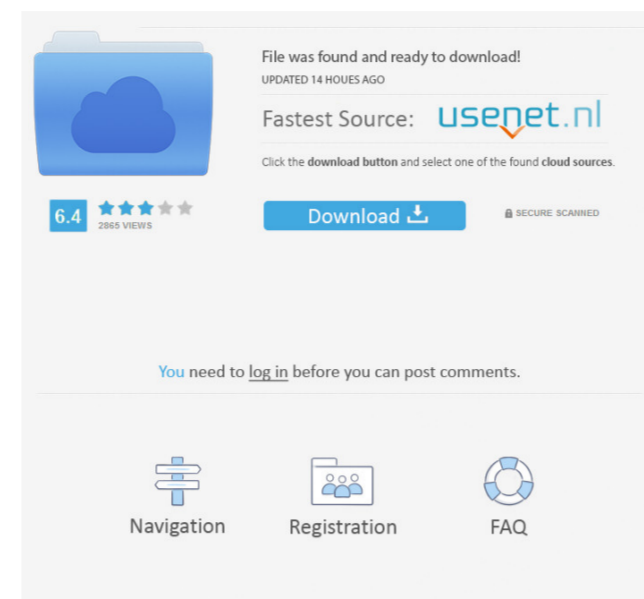 File was found and ready to download!
UPDATED 14 HOUES AGO
Fastest Source: usenet.nl
Click the download button and select one of the found cloud sources.
6.4
2865 VIEWS
Download
SECURE SCANNED
You need to log in before you can post comments.
Navigation
Registration
FAQ